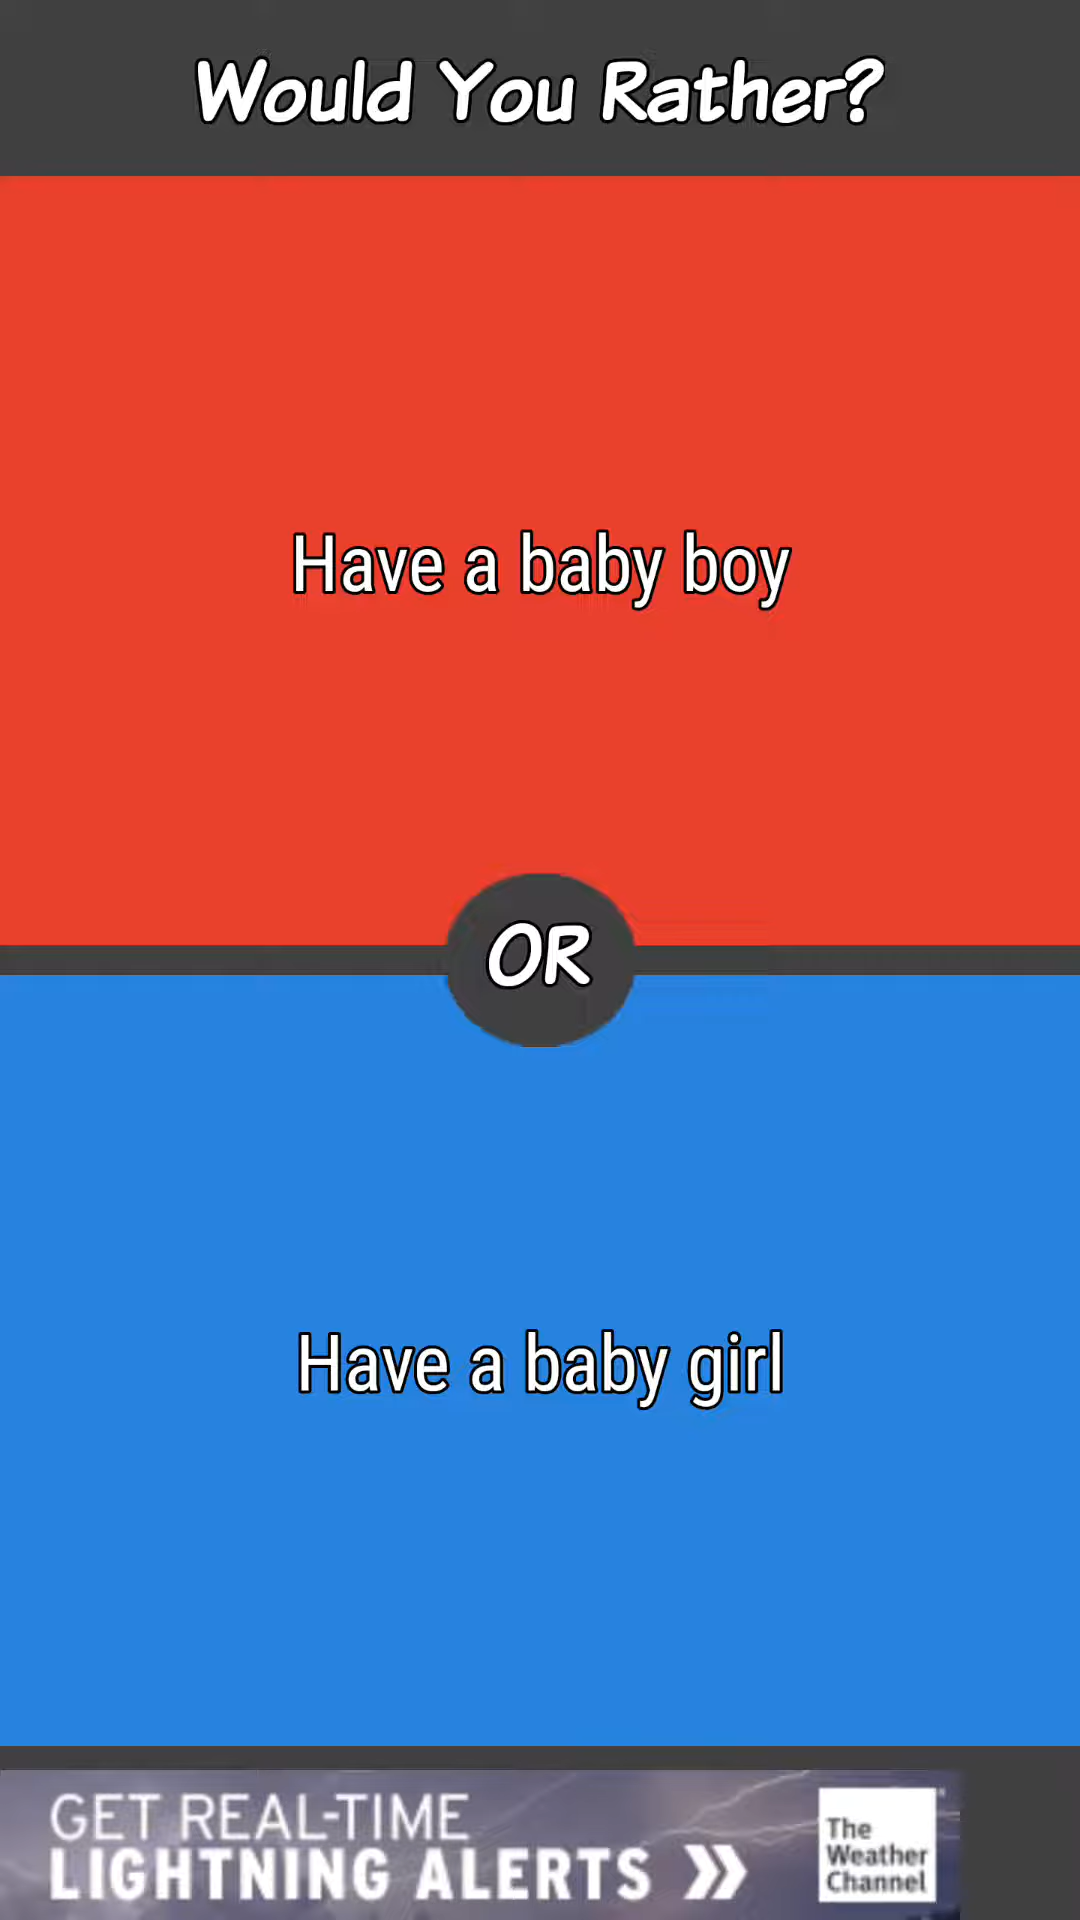 Would You Rather?
Have a baby boy
OR
Have a baby girl
GET REAL-TIME
LIGHTNING ALERTS »
The
Weather
Channel